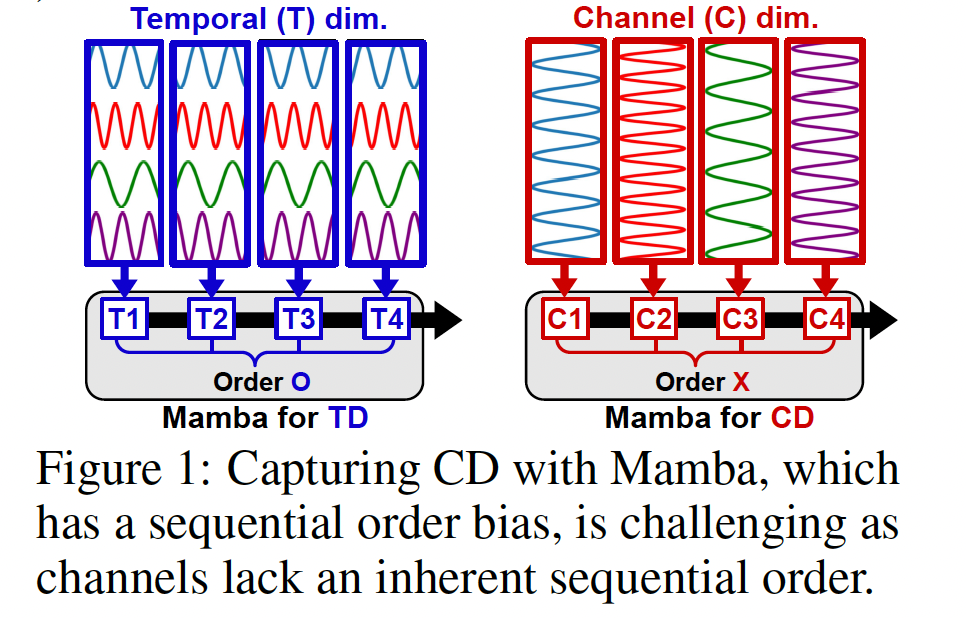 Temporal (T) dim.
Channel (C) dim.
T1 T2 T3 T4
C1 C2 C3 C4
Order O
Order X
Mamba for TD
Mamba for CD
Figure 1: Capturing CD with Mamba, which
has a sequential order bias, is challenging as
channels lack an inherent sequential order.